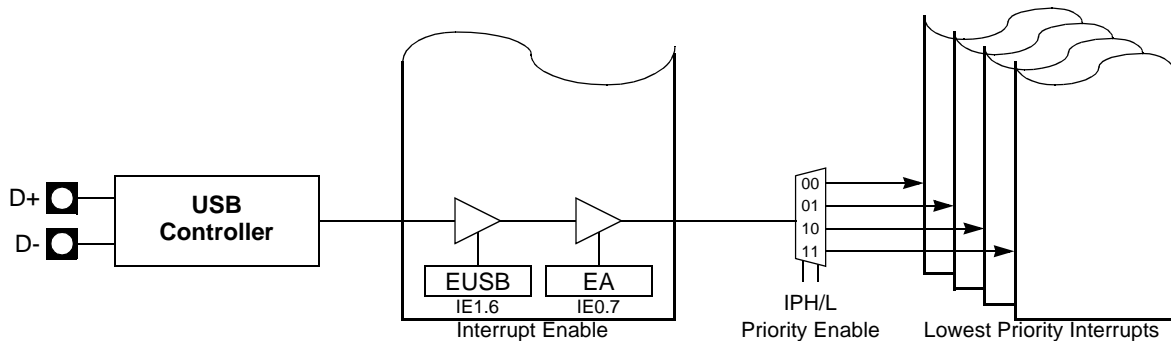 D+
D-
USB
Controller
EUSB
IE1.6
EA
IE0.7
Interrupt Enable
00
01
10
11
IPH/L
Priority Enable
Lowest Priority Interrupts